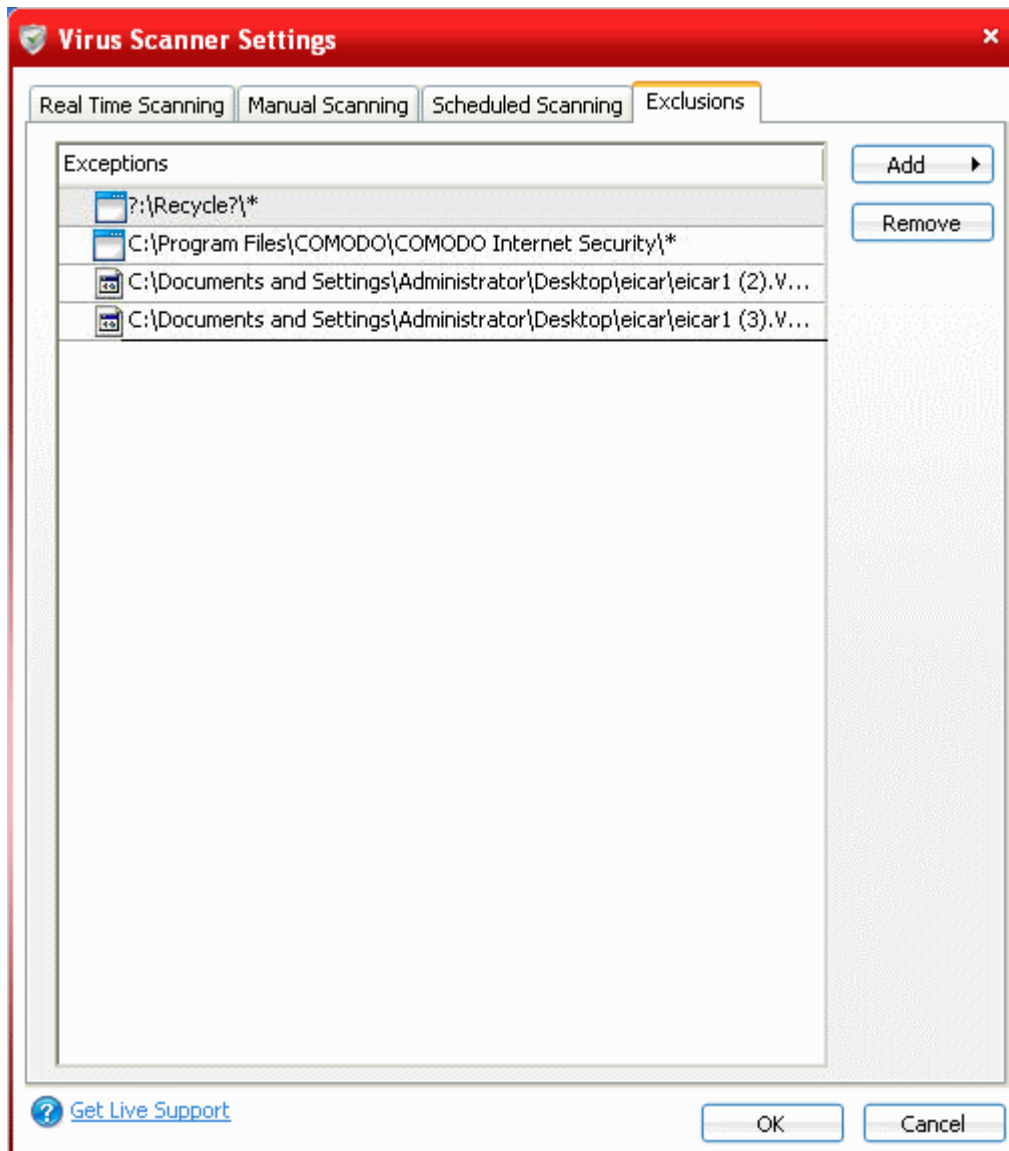 Virus Scanner Settings
Real Time Scanning Manual Scanning Scheduled Scanning Exclusions
Exceptions
Add
?:\Recycle?\*
Remove
C:\Program Files\COMODO\COMODO Internet Security\*
C:\Documents and Settings\Administrator\Desktop\eicar\eicar1 (2).V...
C:\Documents and Settings\Administrator\Desktop\eicar\eicar1 (3).V...
Get Live Support
OK Cancel